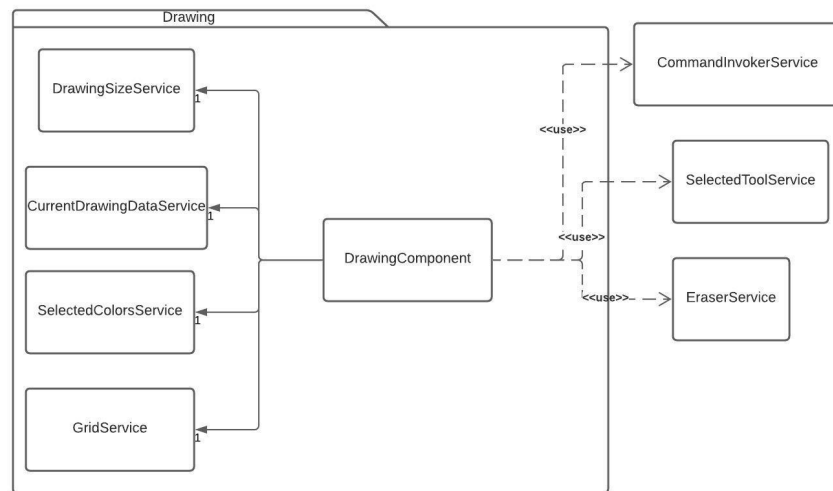 Drawing
DrawingSizeService
1
CommandInvokerService
<<use>>
CurrentDrawingDataService
1
SelectedToolService
<<use>>
DrawingComponent
SelectedColorsService
1
EraserService
<<use>>
GridService
1